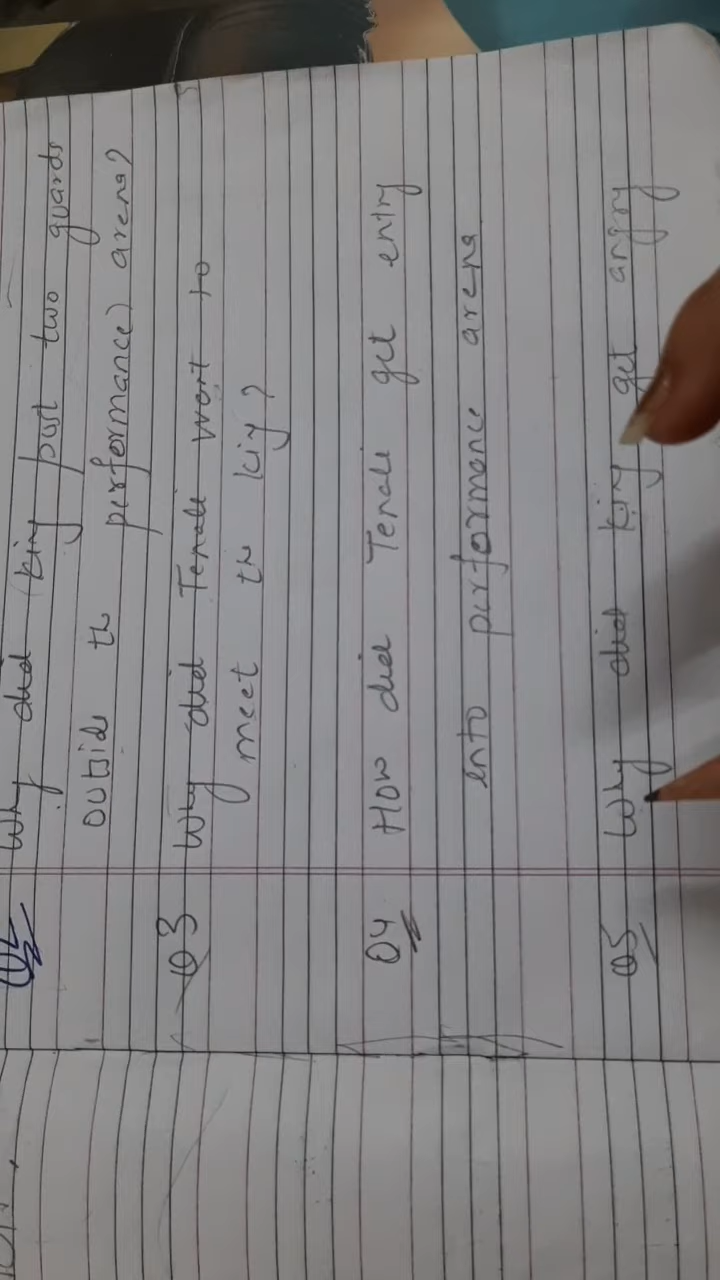 Q2 Why did king put two guards
outside the performance arena?
Q3 Why did Tenali want to
meet the king?
Q4 How did Tenali get entry
into performance arena
Q5 Why did king get angry